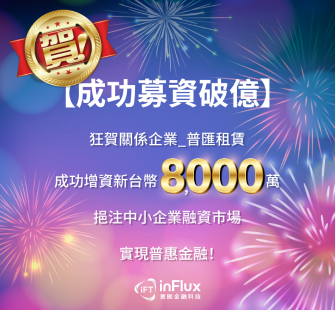 賀!
【成功募資破億】
狂賀關係企業_普匯租賃
成功增資新台幣8,000萬
挹注中小企業融資市場
實現普惠金融!
iFT inFlux
普匯金融科技